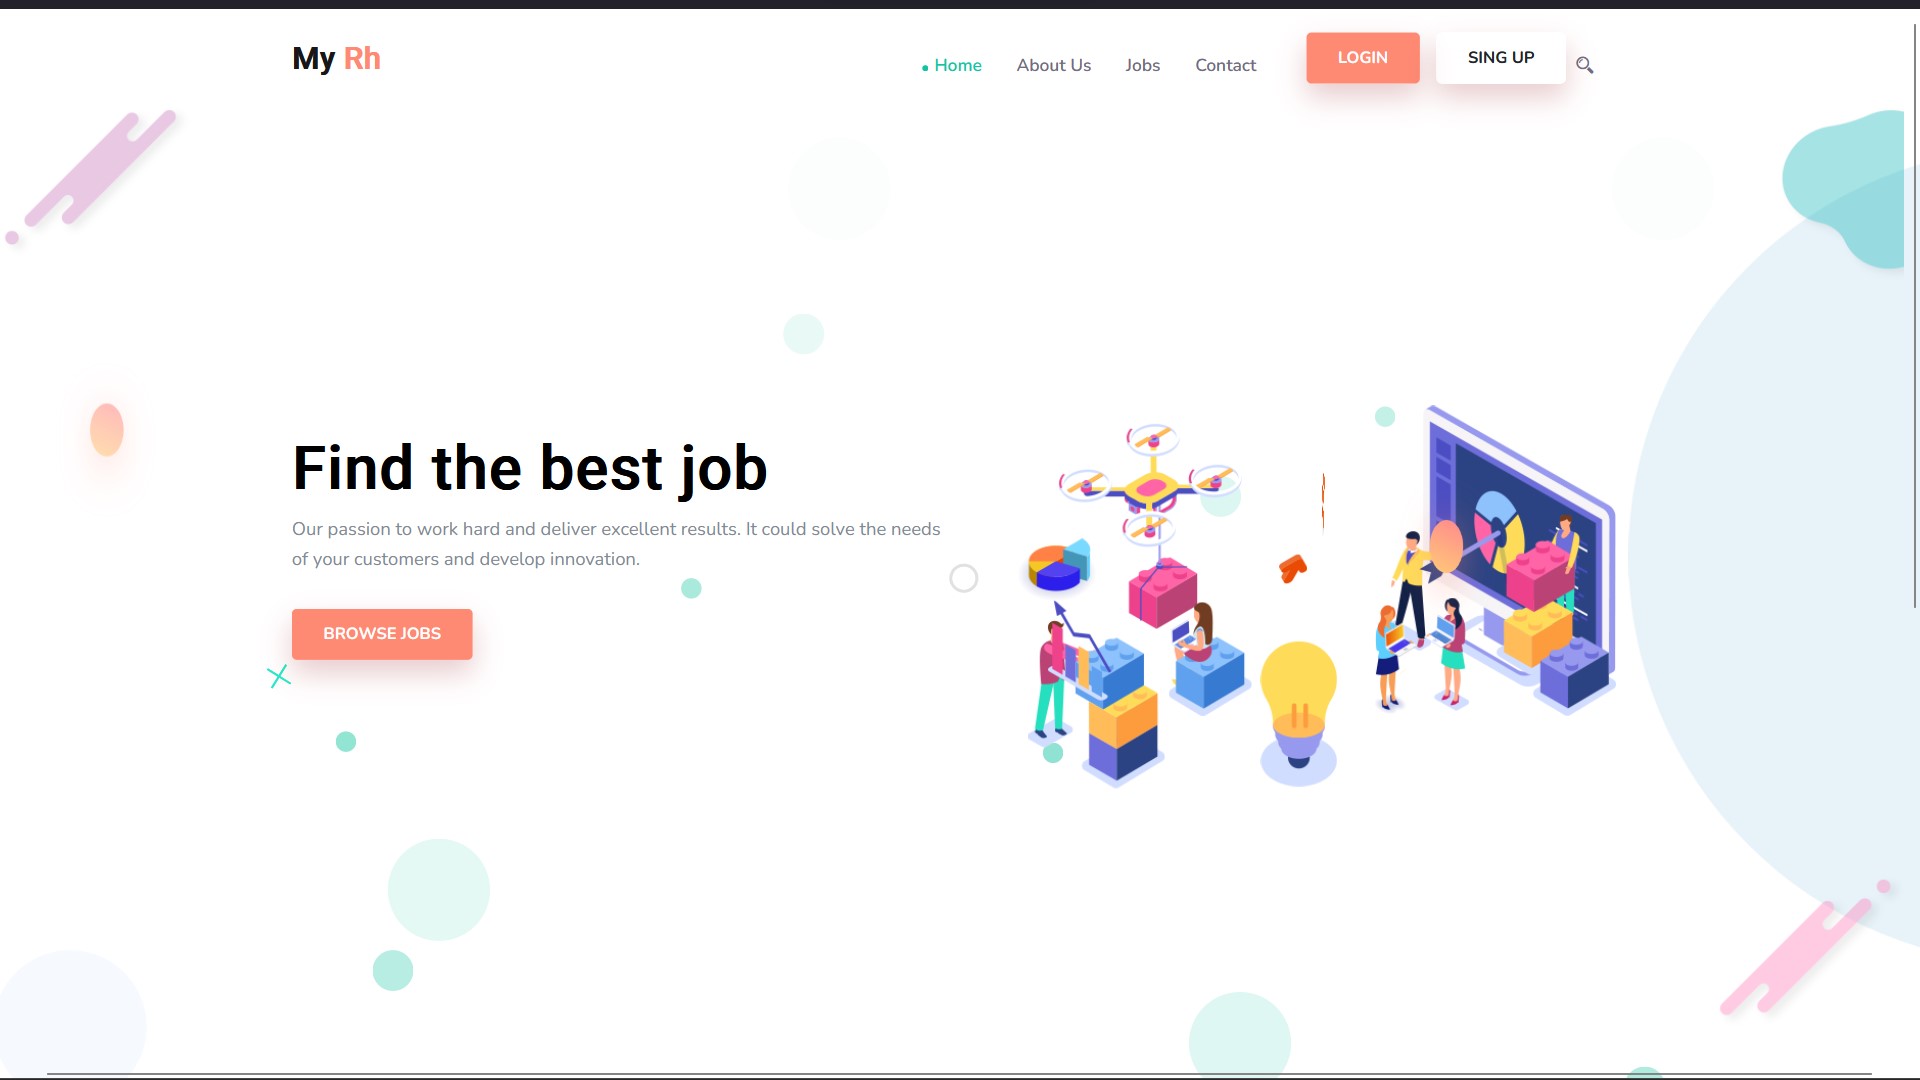 My Rh
Home
About Us
Jobs
Contact
LOGIN
SING UP
Find the best job
Our passion to work hard and deliver excellent results. It could solve the needs
of your customers and develop innovation.
BROWSE JOBS